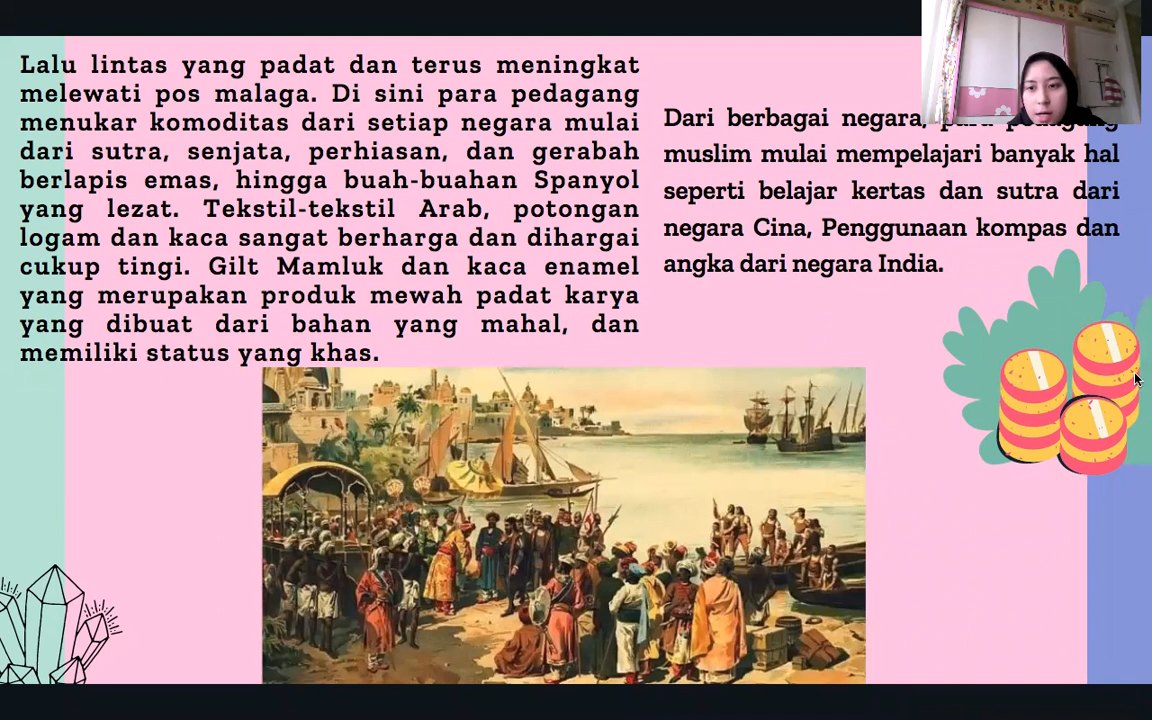 Lalu lintas yang padat dan terus meningkat
melewati pos malaga. Di sini para pedagang
menukar komoditas dari setiap negara mulai
dari sutra, senjata, perhiasan, dan gerabah
berlapis emas, hingga buah-buahan Spanyol
yang lezat. Tekstil-tekstil Arab, potongan
logam dan kaca sangat berharga dan dihargai
cukup tingi. Gilt Mamluk dan kaca enamel
yang merupakan produk mewah padat karya
yang dibuat dari bahan yang mahal, dan
memiliki status yang khas.
Dari berbagai negara, para pedagang
muslim mulai mempelajari banyak hal
seperti belajar kertas dan sutra dari
negara Cina, Penggunaan kompas dan
angka dari negara India.